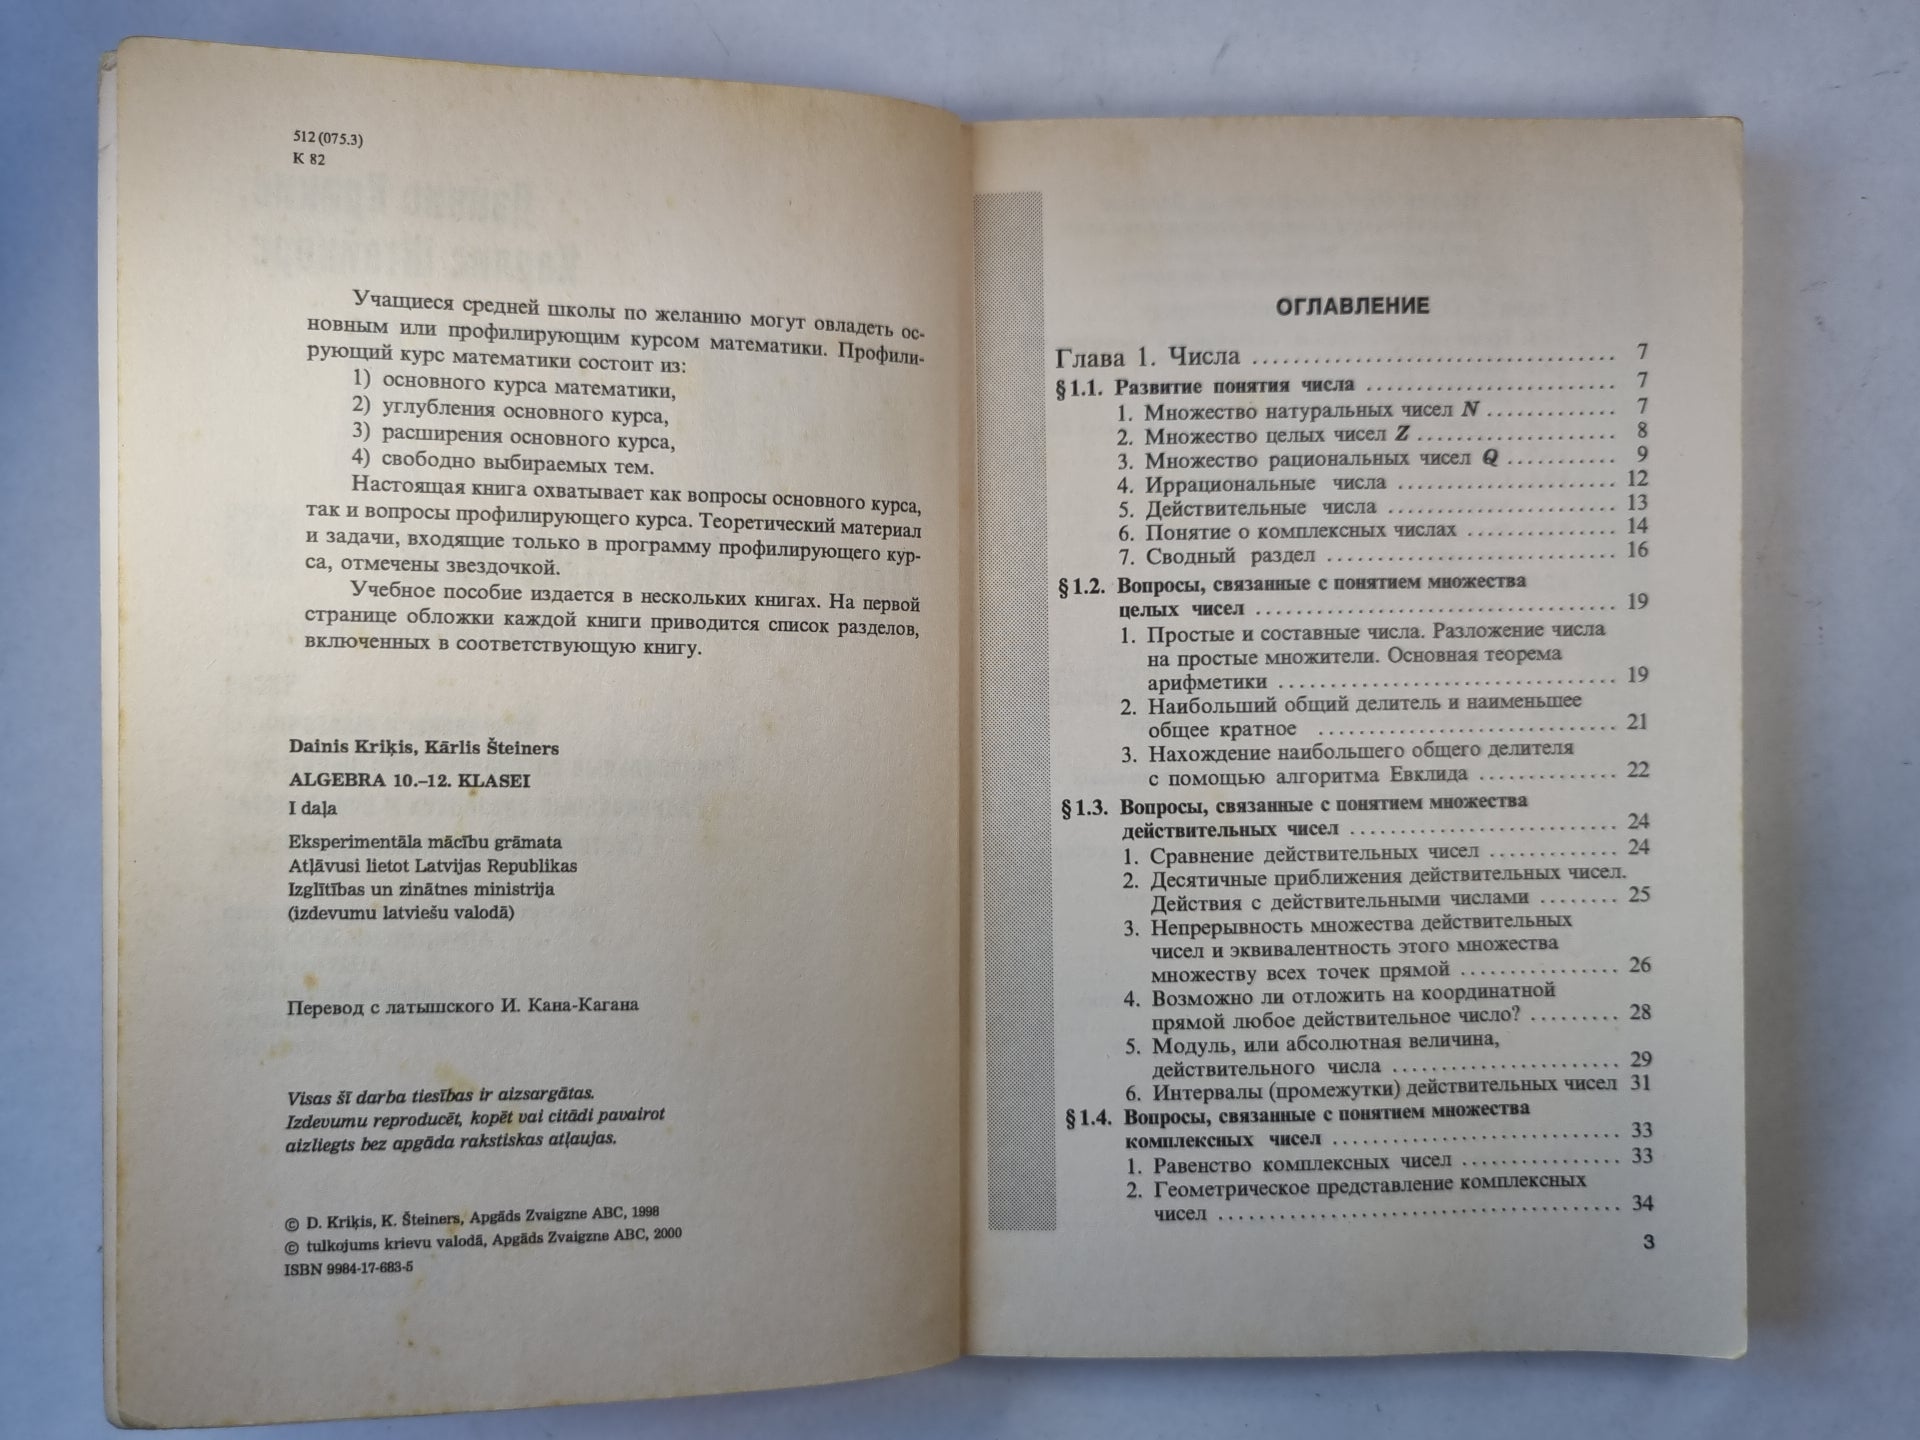 512(075.3)
К 82
Учащиеся средней школы по желанию могут овладеть ос-
новным или профилирующим курсом математики. Профили-
рующий курс математики состоит из:
1) основного курса математики,
2) углубления основного курса,
3) расширения основного курса,
4) свободно выбираемых тем.
Настоящая книга охватывает как вопросы основного курса,
так и вопросы профилирующего курса. Теоретический материал
и задачи, входящие только в программу профилирующего кур-
са, отмечены звездочкой.
Учебное пособие издается в нескольких книгах. На первой
странице обложки каждой книги приводится список разделов,
включенных в соответствующую книгу.
Dainis Kriķis, Kārlis Šteiners
ALGEBRA 10.–12. KLASEI
I daļa
Eksperimentāla mācību grāmata
Atļāvusi lietot Latvijas Republikas
Izglītības un zinātnes ministrija
(izdevumu latviešu valodā)
Перевод с латышского И. Кана-Кагана
Visas šī darba tiesības ir aizsargātas.
Izdevumu reproducēt, kopēt vai citādi pavairot
aizliegts bez apgāda rakstiskas atļaujas.
© D. Kriķis, K. Šteiners, Apgāds Zvaigzne ABC, 1998
© tulkojums krievu valodā, Apgāds Zvaigzne ABC, 2000
ISBN 9984-17-683-5
ОГЛАВЛЕНИЕ
Глава 1. Числа .................................... 7
§ 1.1. Развитие понятия числа ......................... 7
1. Множество натуральных чисел N ............. 7
2. Множество целых чисел Z .................... 8
3. Множество рациональных чисел Q ........... 9
4. Иррациональные числа ...................... 12
5. Действительные числа ....................... 13
6. Понятие о комплексных числах ............... 14
7. Сводный раздел ............................. 16
§ 1.2. Вопросы, связанные с понятием множества
целых чисел .................................... 19
1. Простые и составные числа. Разложение числа
на простые множители. Основная теорема
арифметики .................................. 19
2. Наибольший общий делитель и наименьшее
общее кратное .............................. 21
3. Нахождение наибольшего общего делителя
с помощью алгоритма Евклида .............. 22
§ 1.3. Вопросы, связанные с понятием множества
действительных чисел .......................... 24
1. Сравнение действительных чисел ............. 24
2. Десятичные приближения действительных чисел.
Действия с действительными числами ........ 25
3. Непрерывность множества действительных
чисел и эквивалентность этого множества
множеству всех точек прямой ................ 26
4. Возможно ли отложить на координатной
прямой любое действительное число? ......... 28
5. Модуль, или абсолютная величина,
действительного числа ....................... 29
6. Интервалы (промежутки) действительных чисел 31
§ 1.4. Вопросы, связанные с понятием множества
комплексных чисел ............................ 33
1. Равенство комплексных чисел ................ 33
2. Геометрическое представление комплексных
чисел ........................................ 34
3